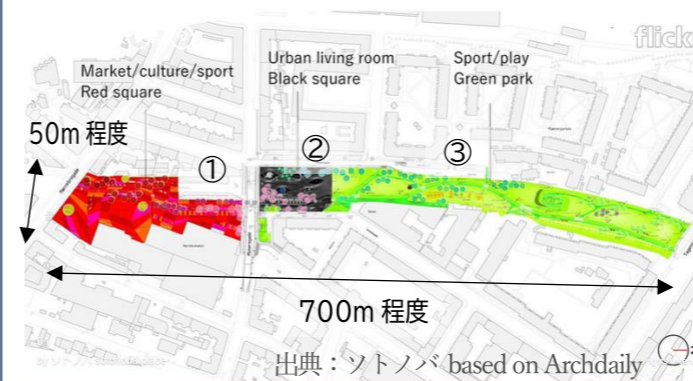 flickr
Market/culture/sport
Red square
Urban living room
Black square
Sport/play
Green park
50m 程度
①
②
③
700m 程度
出典：ソトノバ based on Archdaily